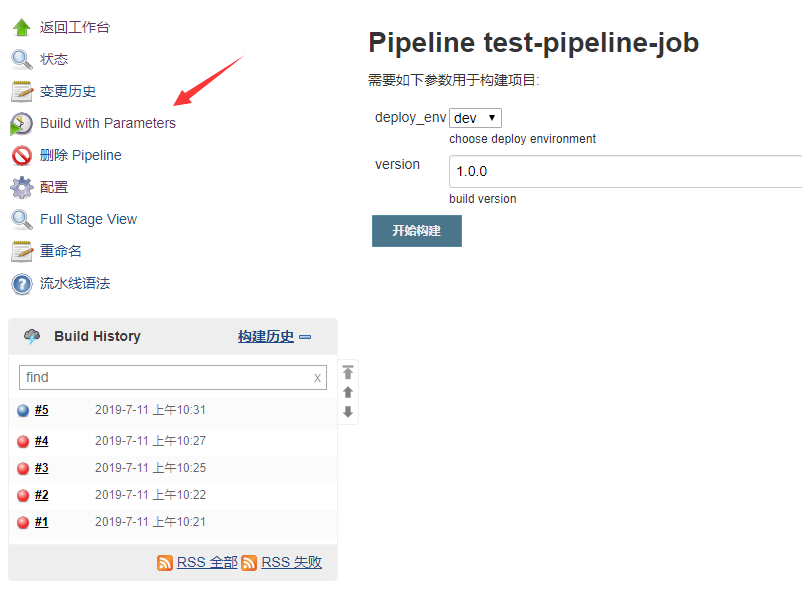 返回工作台
状态
变更历史
Build with Parameters
删除 Pipeline
配置
Full Stage View
重命名
流水线语法
Pipeline test-pipeline-job
需要如下参数用于构建项目:
deploy_env dev
choose deploy environment
version 1.0.0
build version
开始构建
Build History 构建历史
find x
#5 2019-7-11 上午10:31
#4 2019-7-11 上午10:27
#3 2019-7-11 上午10:25
#2 2019-7-11 上午10:22
#1 2019-7-11 上午10:21
RSS 全部 RSS 失败